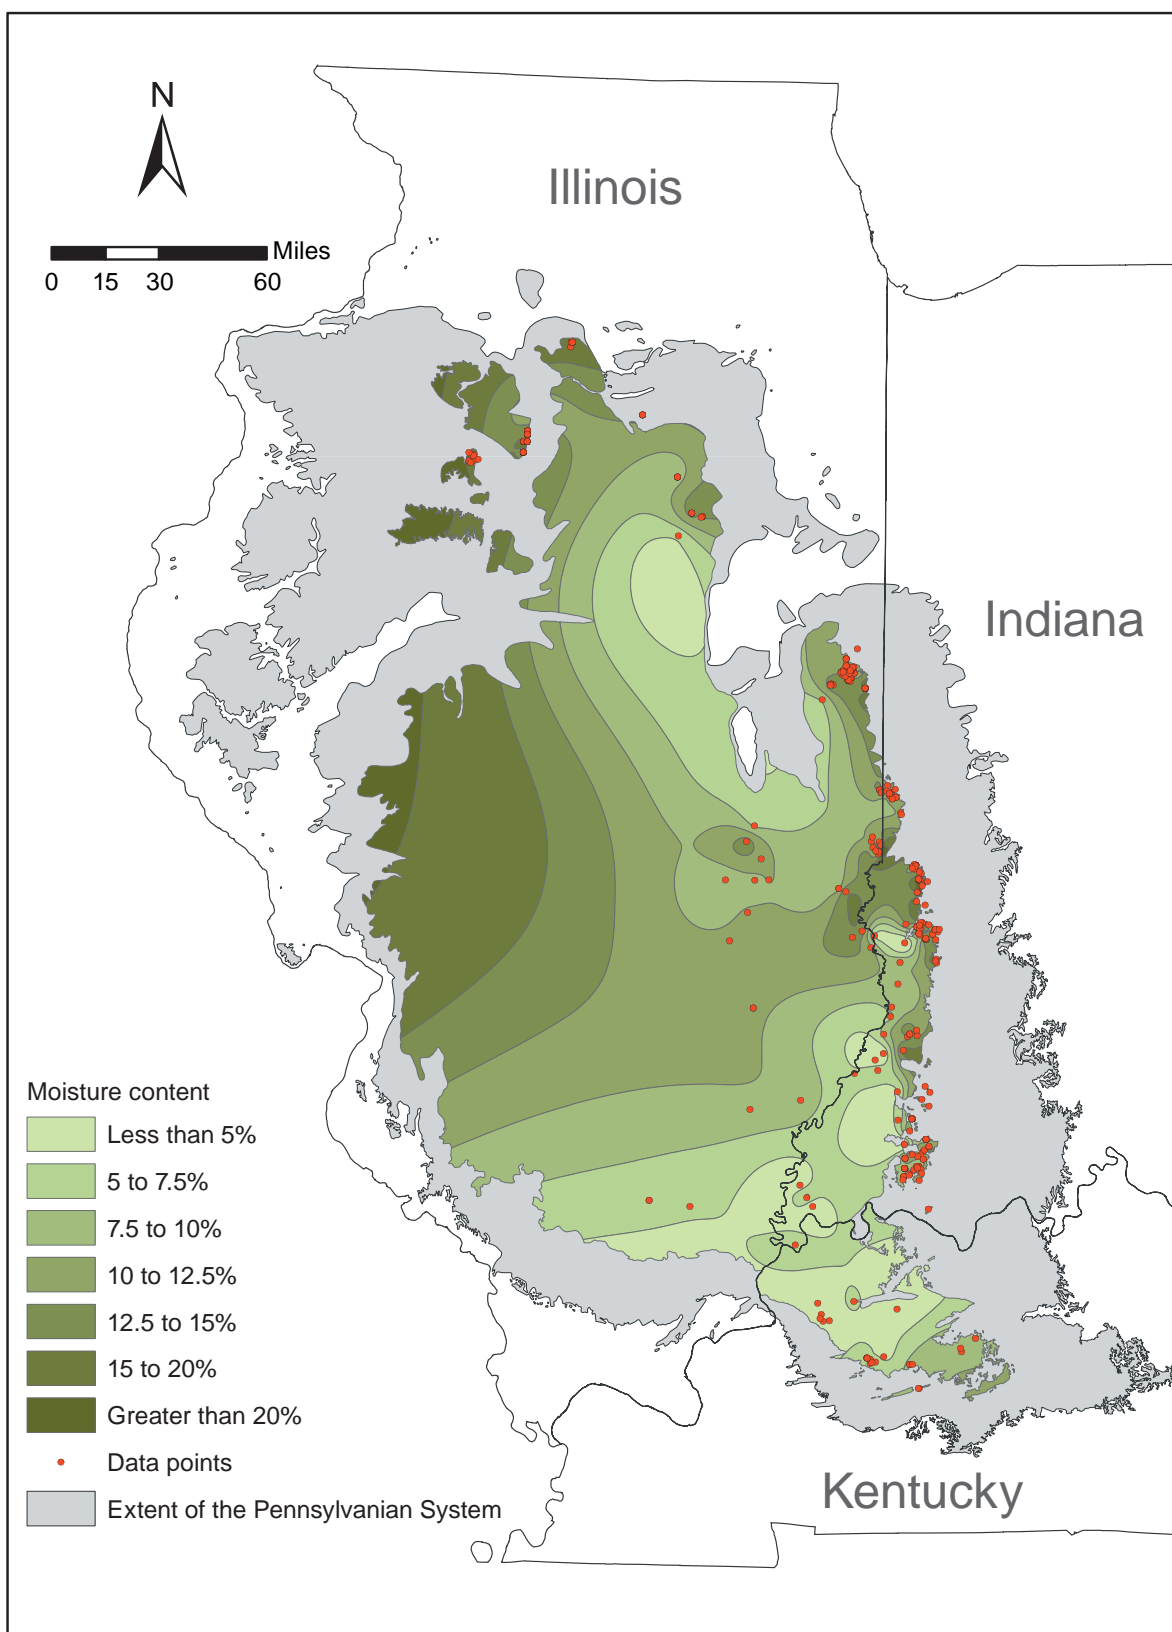 N
Illinois
Miles
0 15 30 60
Indiana
Moisture content
Less than 5%
5 to 7.5%
7.5 to 10%
10 to 12.5%
12.5 to 15%
15 to 20%
Greater than 20%
Data points
Extent of the Pennsylvanian System
Kentucky